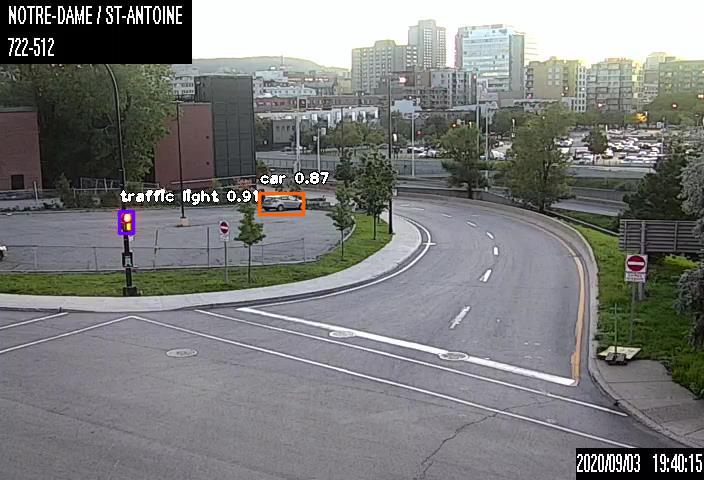 NOTRE-DAME / ST-ANTOINE
722-512
car 0.87
traffic light 0.91
2020/09/03 19:40:15